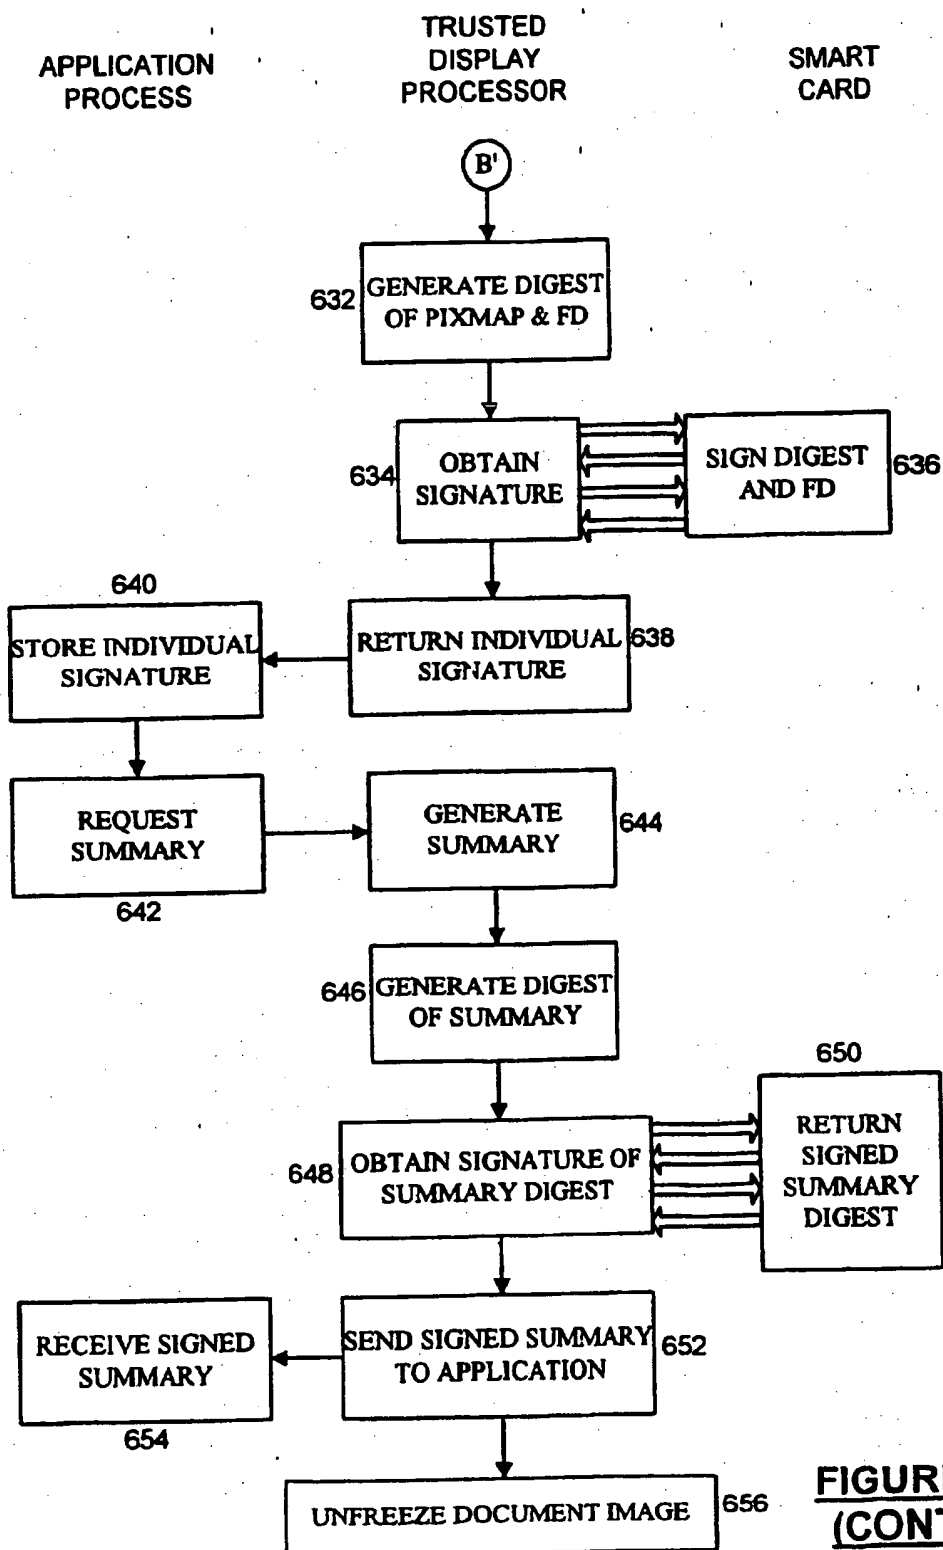 APPLICATION
PROCESS
TRUSTED
DISPLAY
PROCESSOR
SMART
CARD
B'
632
GENERATE DIGEST
OF PIXMAP & FD
634
OBTAIN
SIGNATURE
SIGN DIGEST
AND FD
636
640
STORE INDIVIDUAL
SIGNATURE
RETURN INDIVIDUAL
SIGNATURE
638
REQUEST
SUMMARY
642
GENERATE
SUMMARY
644
646
GENERATE DIGEST
OF SUMMARY
650
648
OBTAIN SIGNATURE OF
SUMMARY DIGEST
RETURN
SIGNED
SUMMARY
DIGEST
RECEIVE SIGNED
SUMMARY
654
SEND SIGNED SUMMARY
TO APPLICATION
652
UNFREEZE DOCUMENT IMAGE
656
FIGUR
(CON